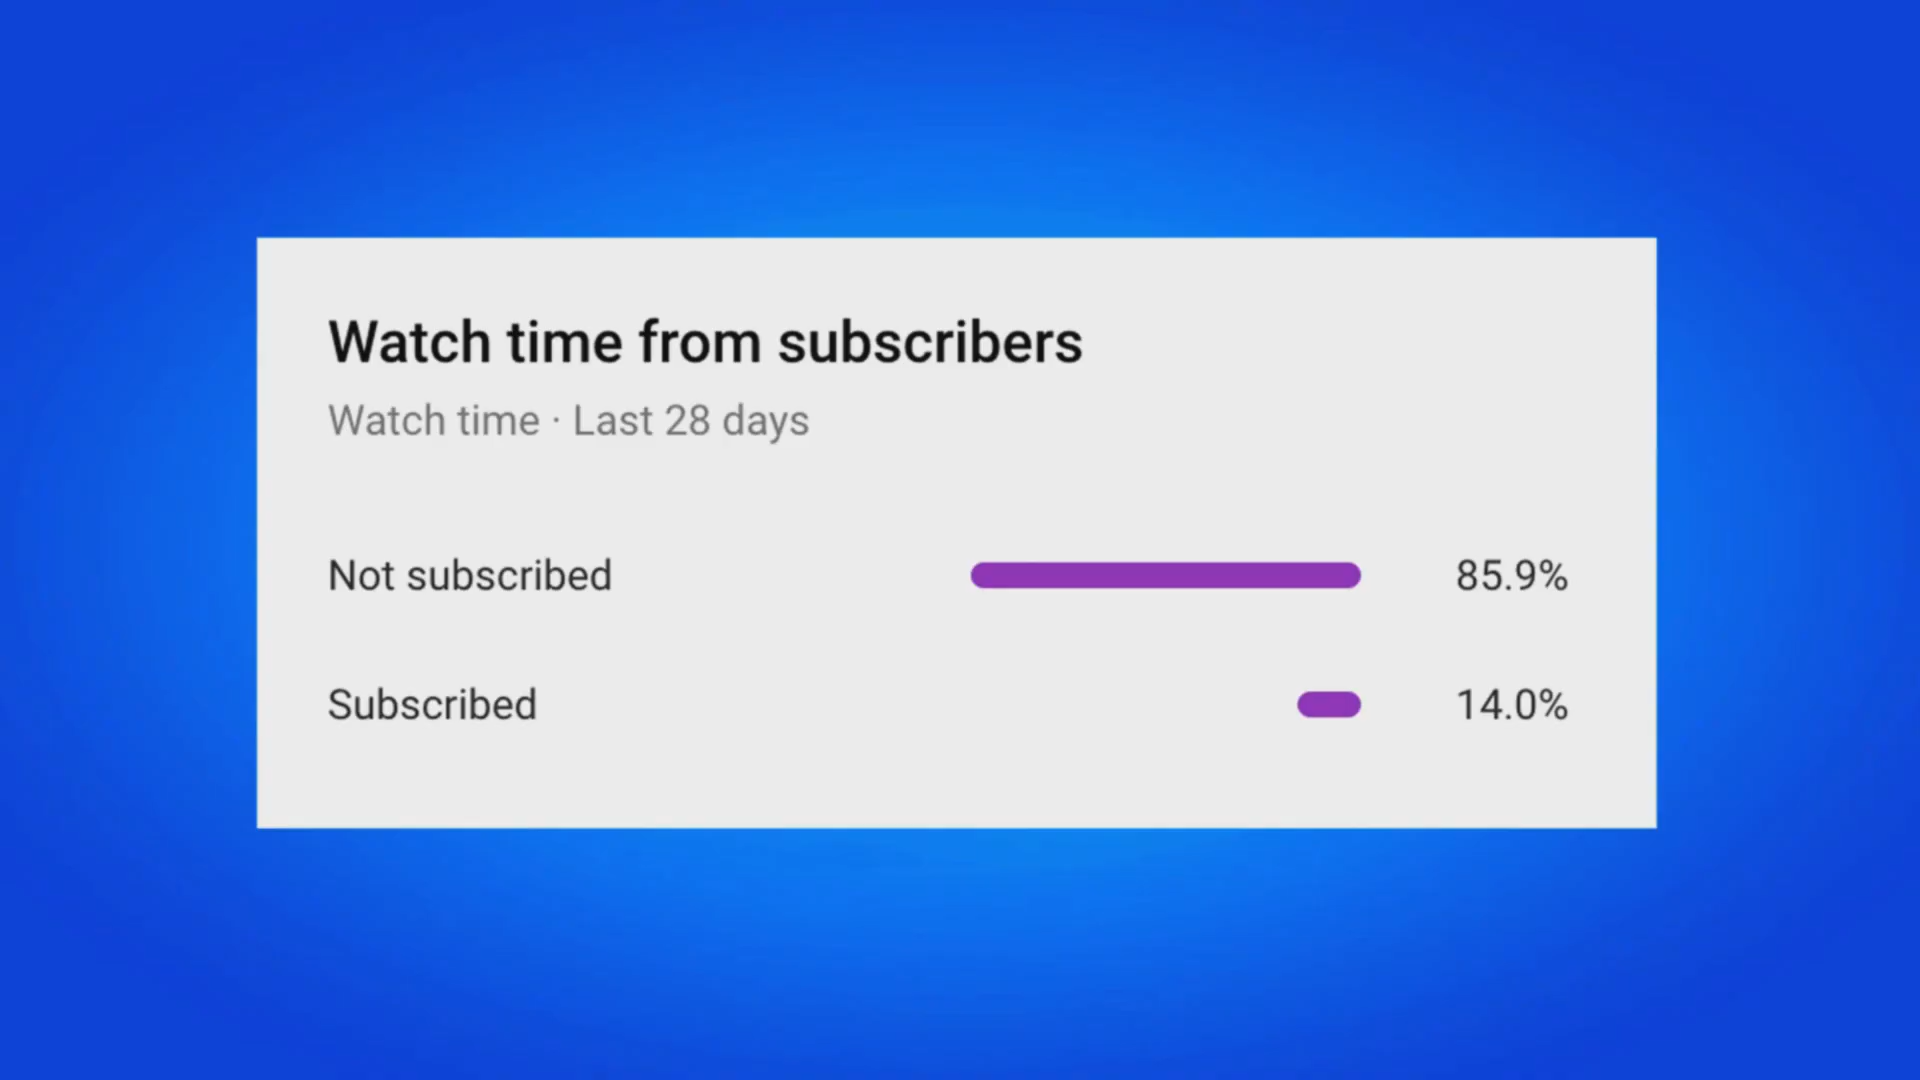 Watch time from subscribers
Watch time · Last 28 days
Not subscribed 85.9%
Subscribed 14.0%